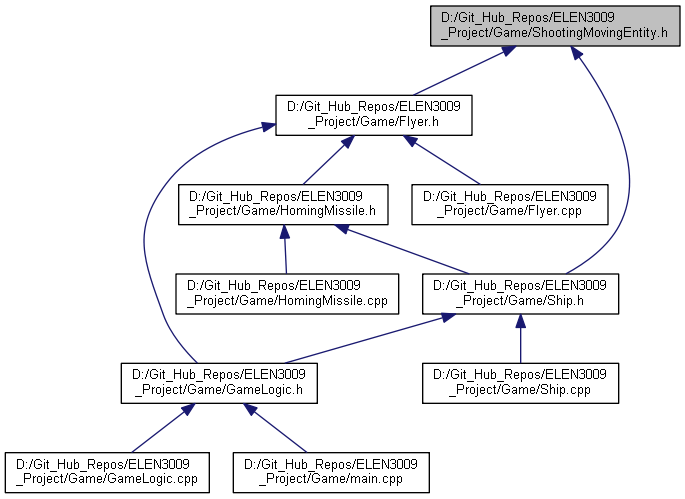 D:/Git_Hub_Repos/ELEN3009
_Project/Game/ShootingMovingEntity.h
D:/Git_Hub_Repos/ELEN3009
_Project/Game/Flyer.h
D:/Git_Hub_Repos/ELEN3009
_Project/Game/HomingMissile.h
D:/Git_Hub_Repos/ELEN3009
_Project/Game/Flyer.cpp
D:/Git_Hub_Repos/ELEN3009
_Project/Game/HomingMissile.cpp
D:/Git_Hub_Repos/ELEN3009
_Project/Game/Ship.h
D:/Git_Hub_Repos/ELEN3009
_Project/Game/GameLogic.h
D:/Git_Hub_Repos/ELEN3009
_Project/Game/Ship.cpp
D:/Git_Hub_Repos/ELEN3009
_Project/Game/GameLogic.cpp
D:/Git_Hub_Repos/ELEN3009
_Project/Game/main.cpp